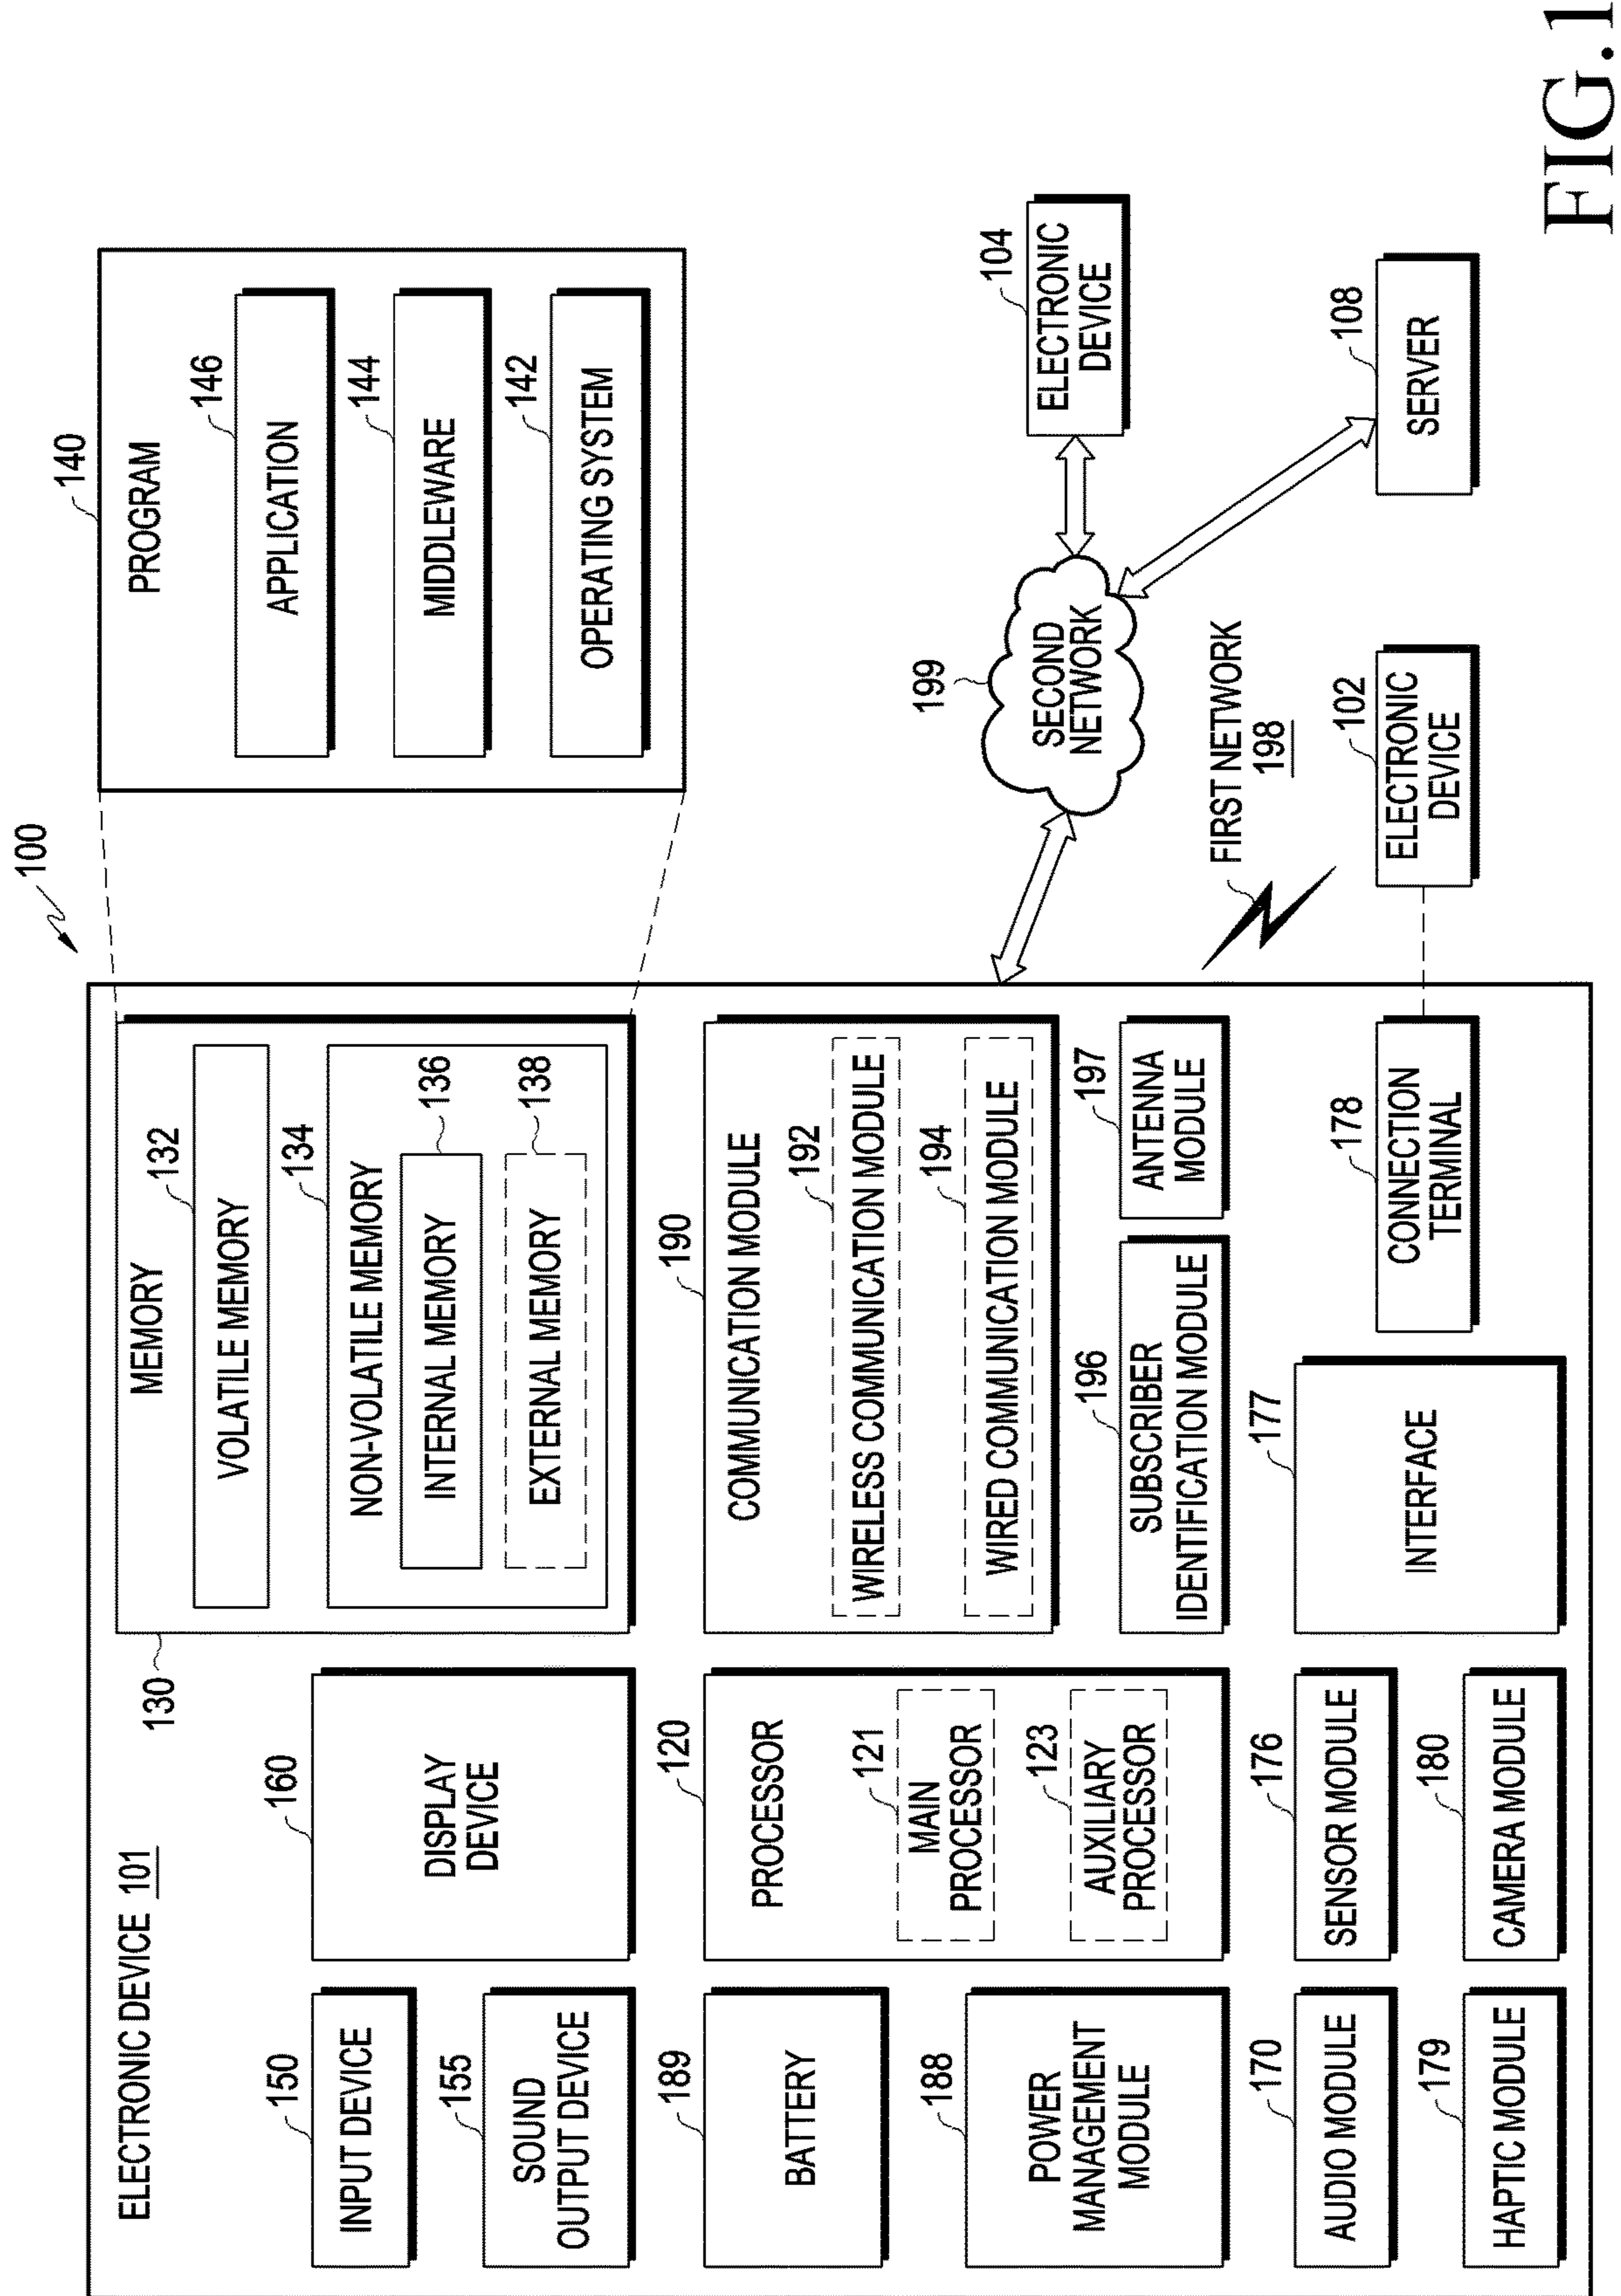 100
ELECTRONIC DEVICE 101
150
INPUT DEVICE
155
SOUND
OUTPUT DEVICE
160
DISPLAY
DEVICE
130
MEMORY
132
VOLATILE MEMORY
134
NON-VOLATILE MEMORY
136
INTERNAL MEMORY
138
EXTERNAL MEMORY
140
PROGRAM
146
APPLICATION
144
MIDDLEWARE
142
OPERATING SYSTEM
189
BATTERY
188
POWER
MANAGEMENT
MODULE
120
PROCESSOR
121
MAIN
PROCESSOR
123
AUXILIARY
PROCESSOR
190
COMMUNICATION MODULE
192
WIRELESS COMMUNICATION MODULE
194
WIRED COMMUNICATION MODULE
196
SUBSCRIBER
IDENTIFICATION MODULE
197
ANTENNA
MODULE
199
SECOND
NETWORK
104
ELECTRONIC
DEVICE
170
AUDIO MODULE
176
SENSOR MODULE
179
HAPTIC MODULE
180
CAMERA MODULE
177
INTERFACE
178
CONNECTION
TERMINAL
FIRST NETWORK
198
102
ELECTRONIC
DEVICE
108
SERVER
FIG.1